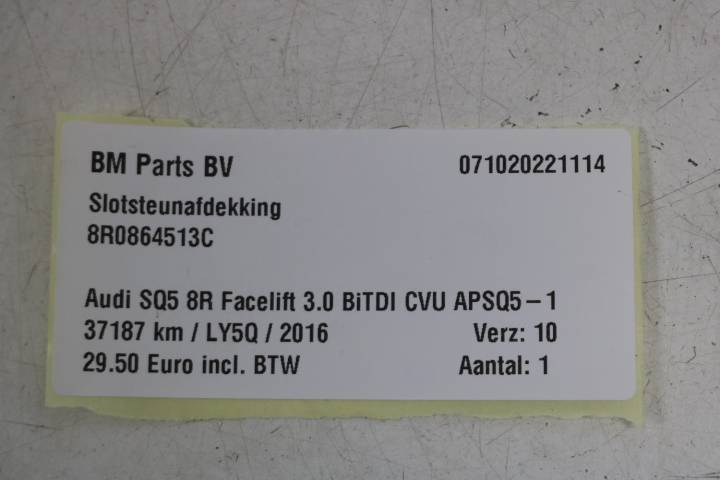 BM Parts BV 071020221114
Slotsteunafdekking
8R0864513C
Audi SQ5 8R Facelift 3.0 BiTDI CVU APSQ5-1
37187 km / LY5Q / 2016 Verz: 10
29.50 Euro incl. BTW Aantal: 1